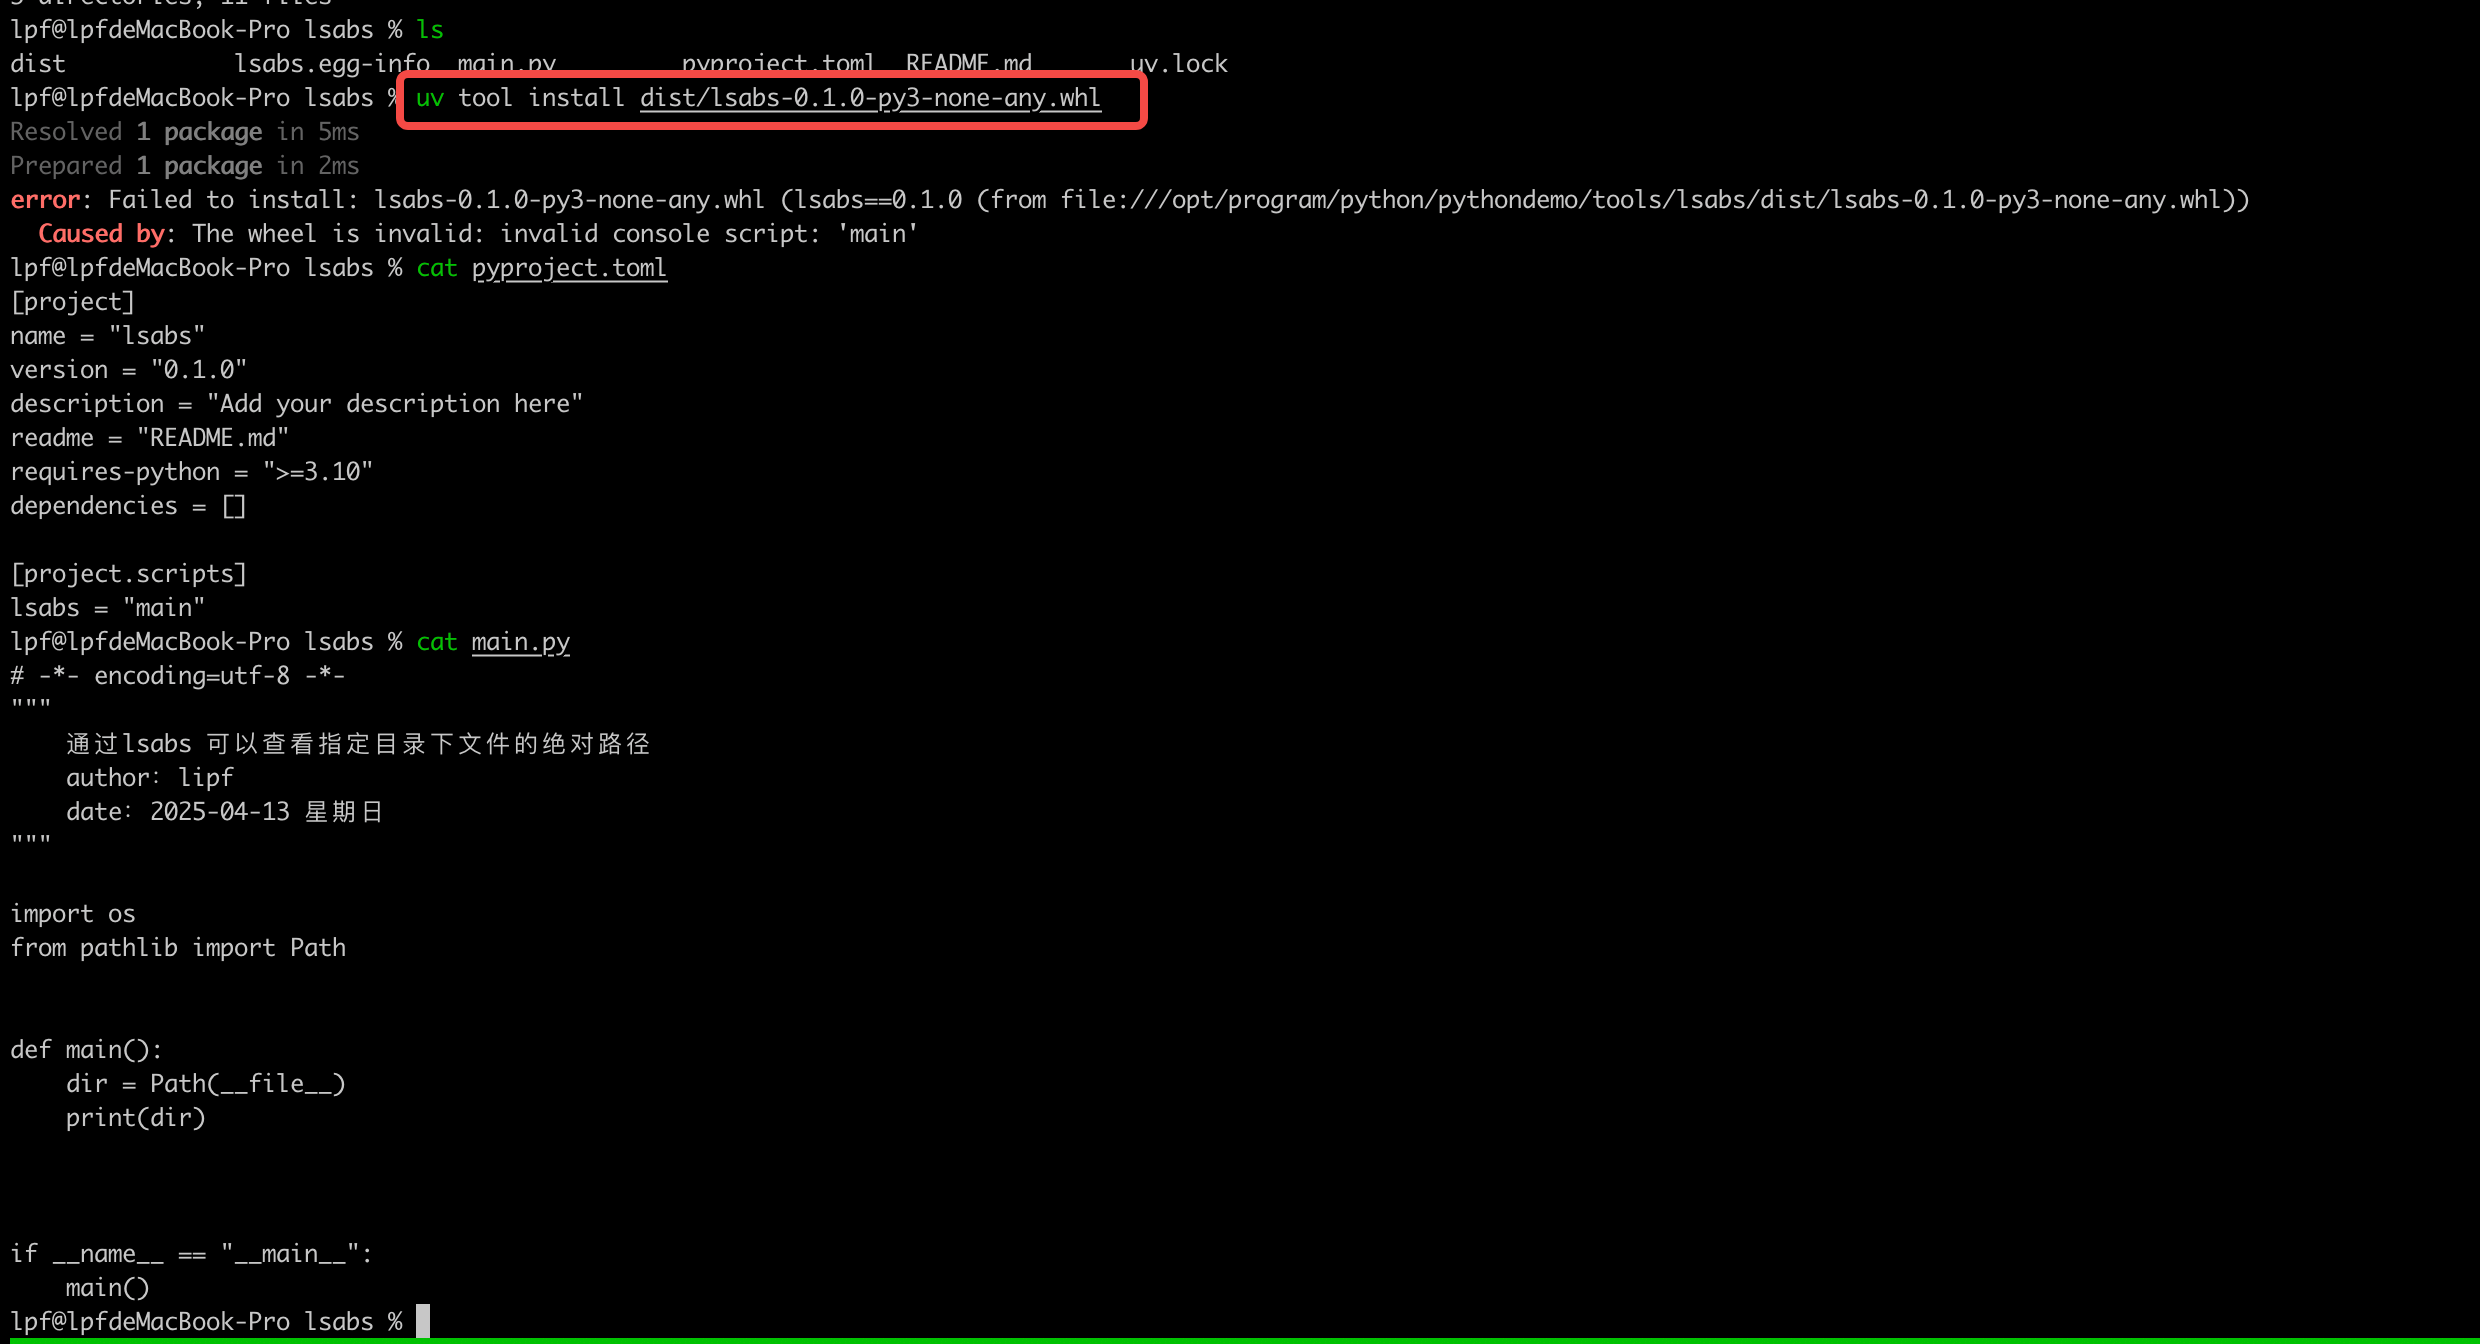 3 directories, 11 files
lpf@lpfdeMacBook-Pro lsabs % ls
dist            lsabs.egg-info  main.py         pyproject.toml  README.md       uv.lock
lpf@lpfdeMacBook-Pro lsabs % uv tool install dist/lsabs-0.1.0-py3-none-any.whl
Resolved 1 package in 5ms
Prepared 1 package in 2ms
error: Failed to install: lsabs-0.1.0-py3-none-any.whl (lsabs==0.1.0 (from file:///opt/program/python/pythondemo/tools/lsabs/dist/lsabs-0.1.0-py3-none-any.whl))
  Caused by: The wheel is invalid: invalid console script: 'main'
lpf@lpfdeMacBook-Pro lsabs % cat pyproject.toml
[project]
name = "lsabs"
version = "0.1.0"
description = "Add your description here"
readme = "README.md"
requires-python = ">=3.10"
dependencies = []

[project.scripts]
lsabs = "main"
lpf@lpfdeMacBook-Pro lsabs % cat main.py
# -*- encoding=utf-8 -*-
"""
    通过lsabs 可以查看指定目录下文件的绝对路径
    author: lipf
    date: 2025-04-13 星期日
"""

import os
from pathlib import Path


def main():
    dir = Path(__file__)
    print(dir)



if __name__ == "__main__":
    main()
lpf@lpfdeMacBook-Pro lsabs %